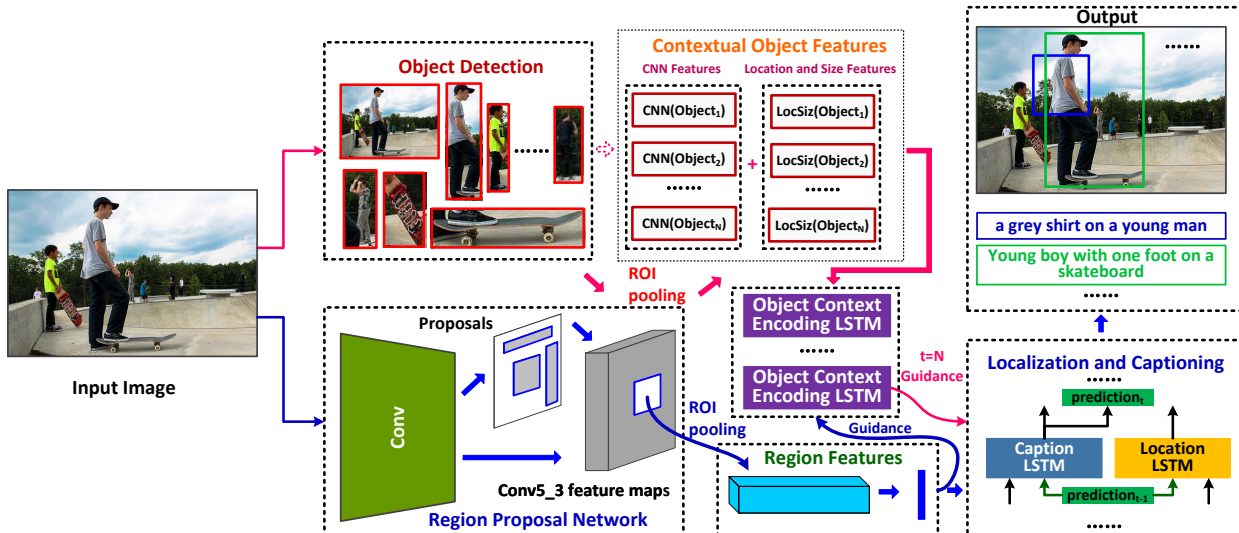 Input Image
Object Detection
......
ROI
pooling
Contextual Object Features
CNN Features
Location and Size Features
CNN(Object1)
CNN(Object2)
......
CNN(ObjectN)
+
LocSiz(Object1)
LocSiz(Object2)
......
LocSiz(ObjectN)
Proposals
Conv
Conv5_3 feature maps
Region Proposal Network
ROI
pooling
Object Context
Encoding LSTM
......
Object Context
Encoding LSTM
t=N
Guidance
Guidance
Region Features
Localization and Captioning
......
predictiont
Caption
LSTM
Location
LSTM
predictiont-1
......
Output
......
a grey shirt on a young man
Young boy with one foot on a
skateboard
......